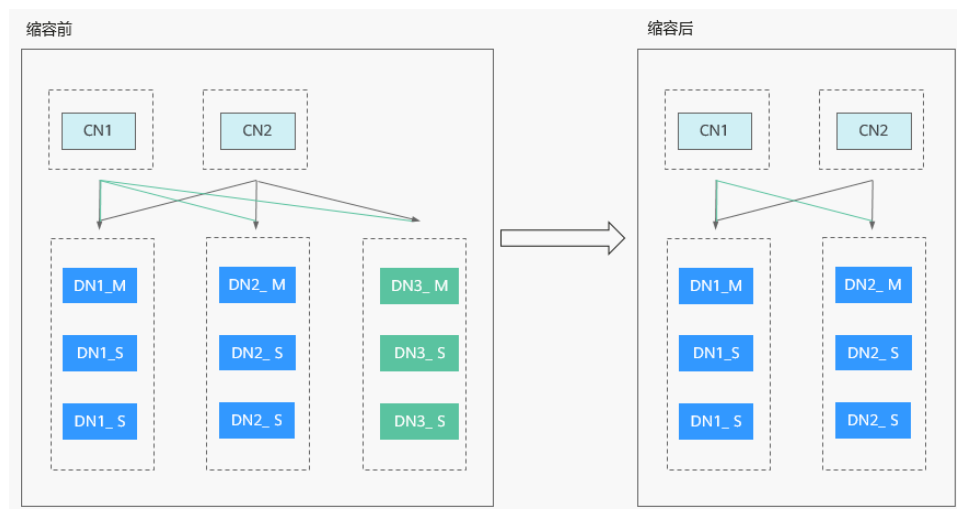 缩容前
缩容后
CN1
CN2
CN1
CN2
DN1_M
DN2_ M
DN3_ M
DN1_M
DN2_ M
DN1_S
DN2_ S
DN3_ S
DN1_S
DN2_ S
DN1_ S
DN2_ S
DN3_ S
DN1_ S
DN2_ S